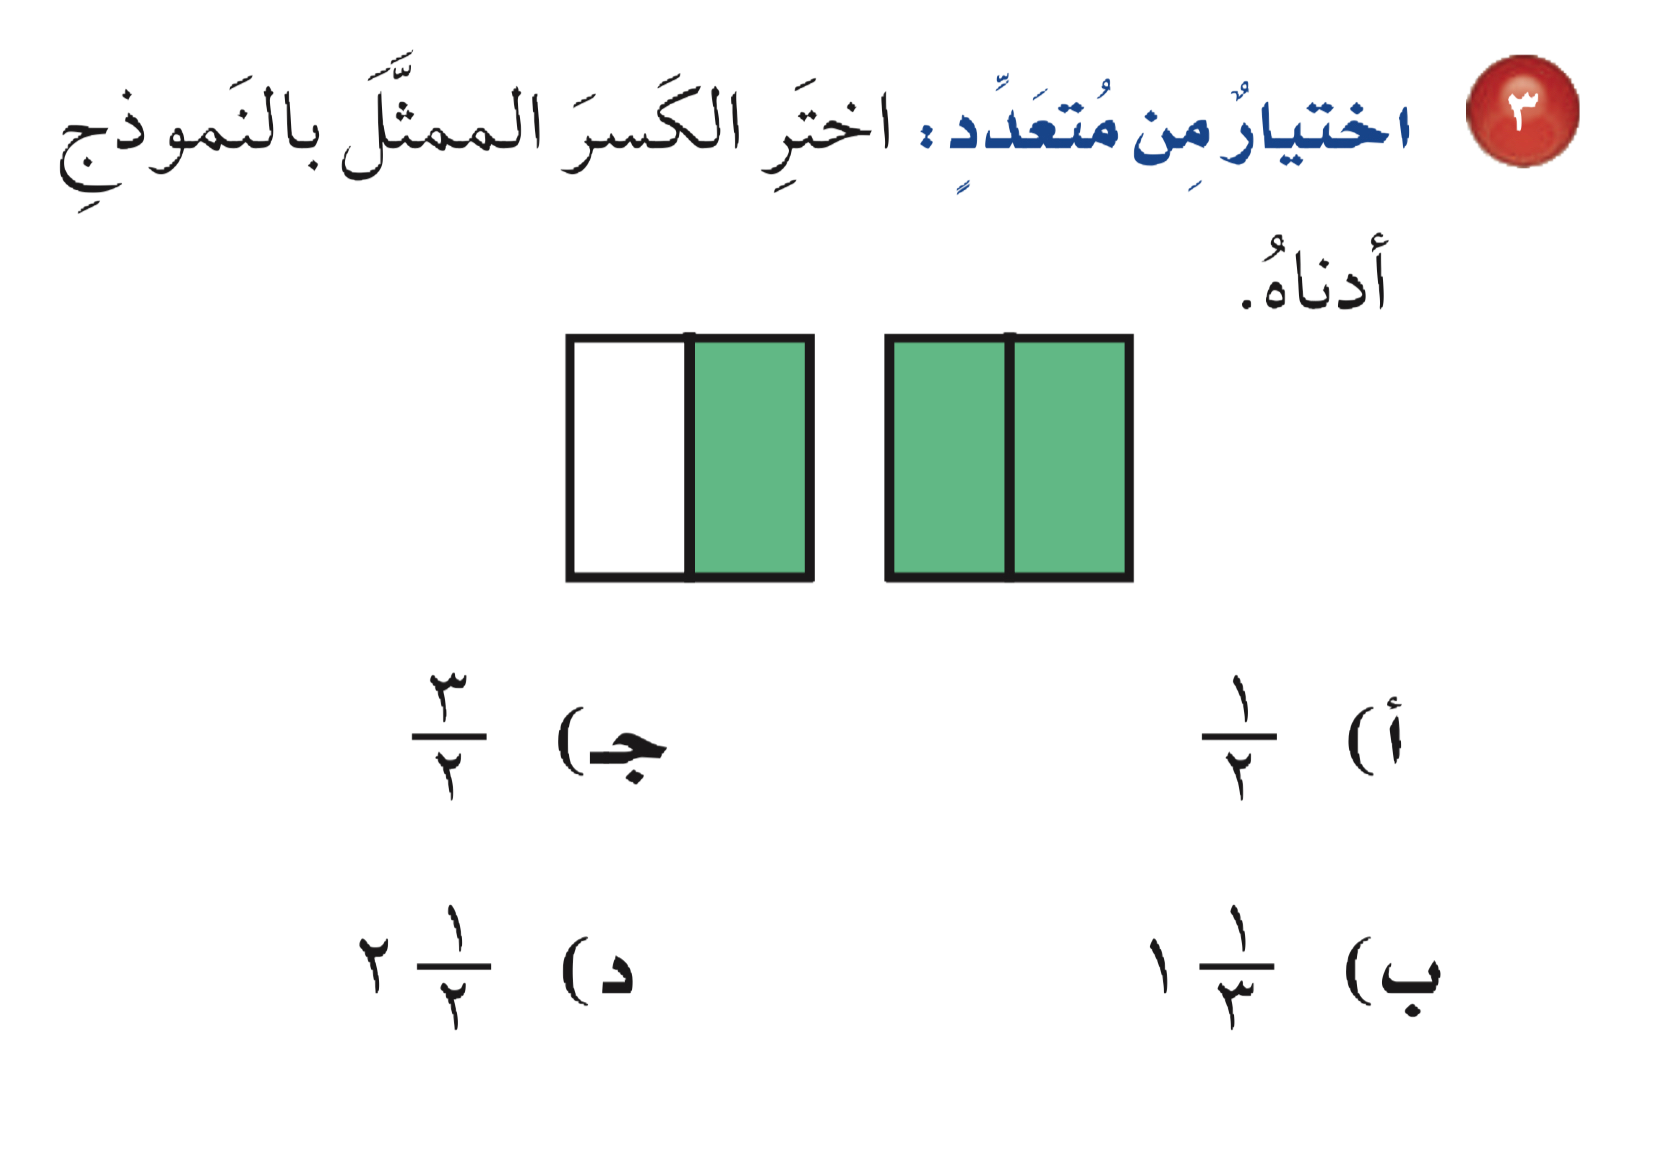 ٣ اختيارٌ مِن مُتعَدِّدٍ: اختَرِ الكَسرَ الممثَّلَ بالنَموذجِ
أدناهُ.
أ) ١/٢ جـ) ٣/٢
ب) ١ ١/٣ د) ٢ ١/٢